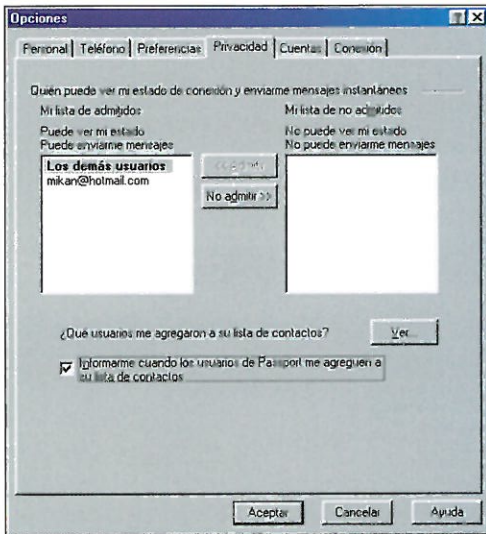 Opciones
Personal Teléfono Preferencias Privacidad Cuentas Conexión
Quién puede ver mi estado de conexión y enviarme mensajes instantáneos
Mi lista de admitidos
Puede ver mi estado
Puede enviarme mensajes
Los demás usuarios
mikan@hotmail.com
No admitir >>
Mi lista de no admitidos
No puede ver mi estado
No puede enviarme mensajes
¿Qué usuarios me agregaron a su lista de contactos?
Ver...
Informarme cuando los usuarios de Passport me agreguen a
su lista de contactos
Aceptar Cancelar Ayuda